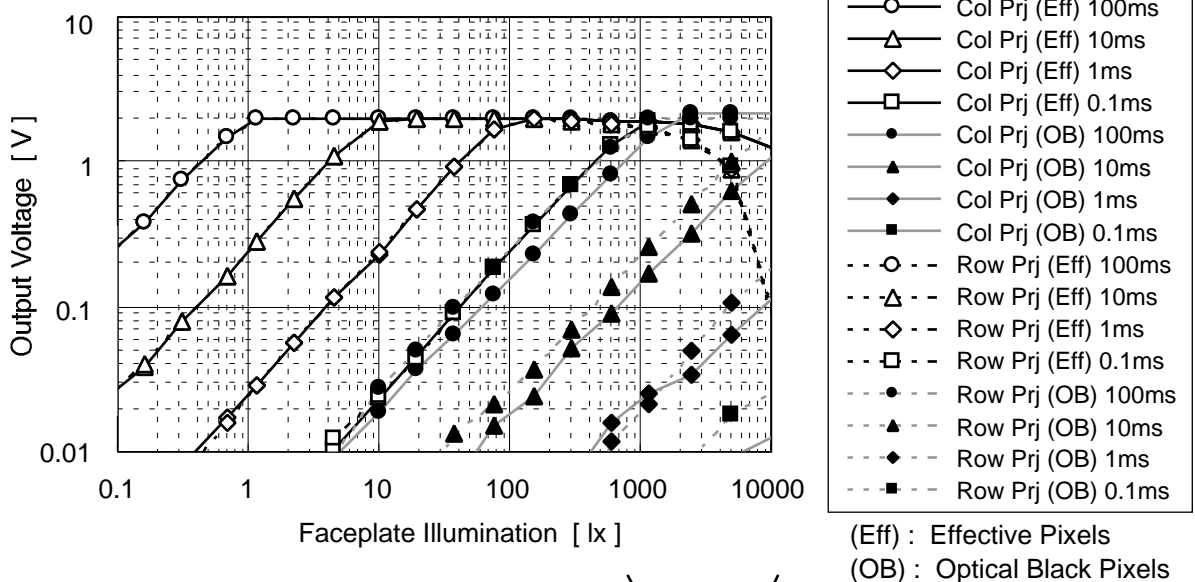 10
1
0.1
0.01
Output Voltage [ V ]
0.1
1
10
100
1000
10000
Faceplate Illumination [ lx ]
Col Prj (Eff) 100ms
Col Prj (Eff) 10ms
Col Prj (Eff) 1ms
Col Prj (Eff) 0.1ms
Col Prj (OB) 100ms
Col Prj (OB) 10ms
Col Prj (OB) 1ms
Col Prj (OB) 0.1ms
Row Prj (Eff) 100ms
Row Prj (Eff) 10ms
Row Prj (Eff) 1ms
Row Prj (Eff) 0.1ms
Row Prj (OB) 100ms
Row Prj (OB) 10ms
Row Prj (OB) 1ms
Row Prj (OB) 0.1ms
(Eff) : Effective Pixels
(OB) : Optical Black Pixels